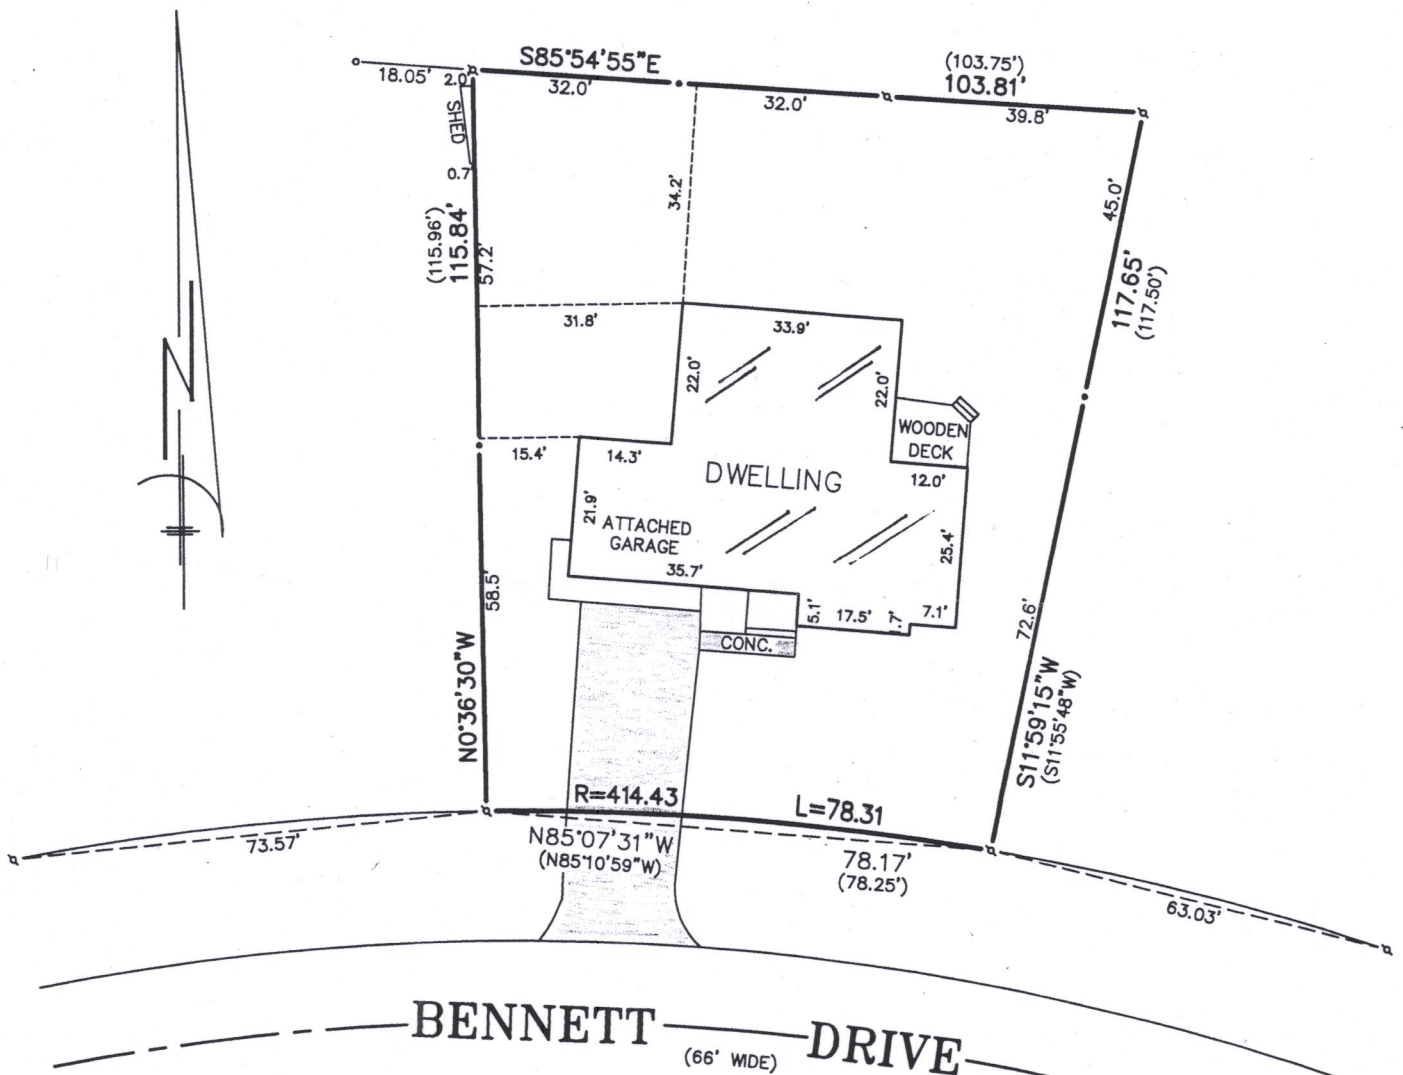 S85°54'55"E
(103.75')
103.81'
18.05'
2.0'
32.0'
32.0'
39.8'
SHED
0.7'
34.2'
45.0'
(115.96')
115.84'
57.2'
117.65'
(117.50')
31.8'
33.9'
22.0'
22.0'
WOODEN
DECK
15.4'
14.3'
DWELLING
12.0'
21.9'
ATTACHED
GARAGE
25.4'
35.7'
58.5'
5.1'
17.5'
.7'
7.1'
72.6'
CONC.
N0°36'30"W
S11°59'15"W
(S11°55'48"W)
R=414.43
L=78.31
73.57'
N85°07'31"W
(N85°10'59"W)
78.17'
(78.25')
63.03'
N
BENNETT DRIVE
(66' WIDE)